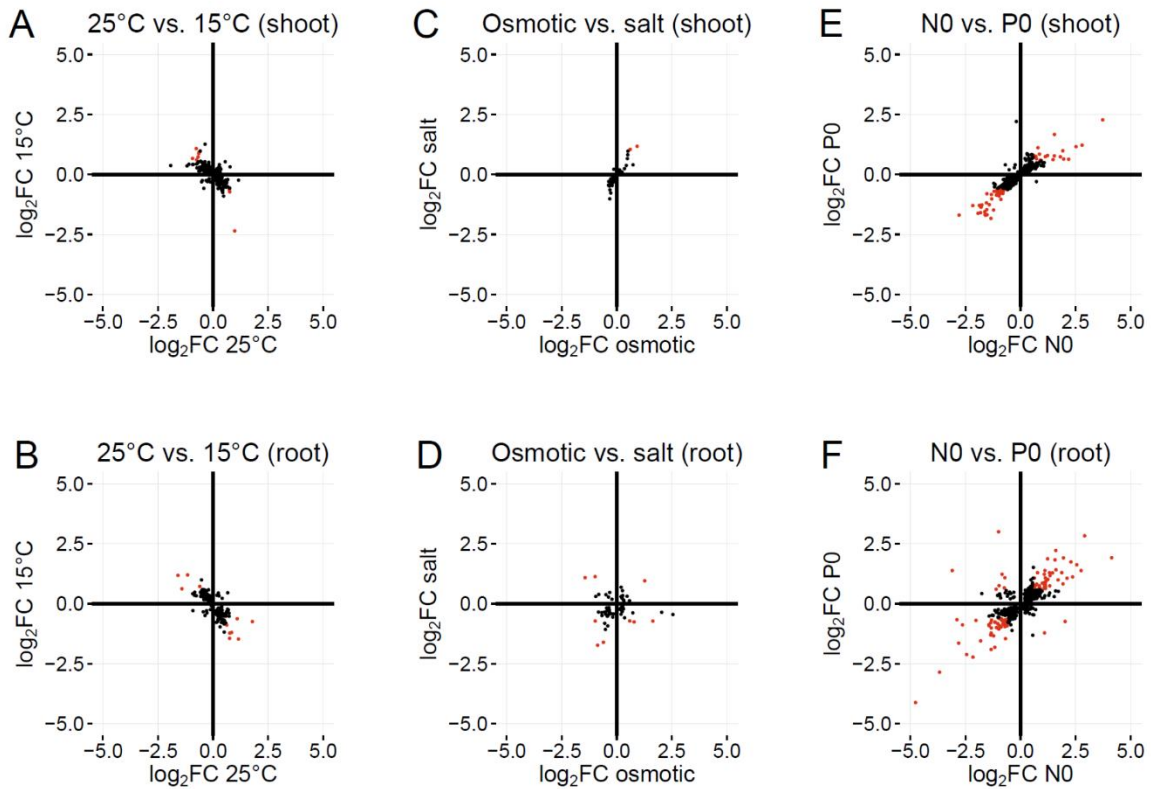 A
25°C vs. 15°C (shoot)
5.0
2.5
0.0
−2.5
−5.0
log₂FC 15°C
−5.0 −2.5 0.0 2.5 5.0
log₂FC 25°C
C
Osmotic vs. salt (shoot)
5.0
2.5
0.0
−2.5
−5.0
log₂FC salt
−5.0 −2.5 0.0 2.5 5.0
log₂FC osmotic
E
N0 vs. P0 (shoot)
5.0
2.5
0.0
−2.5
−5.0
log₂FC P0
−5.0 −2.5 0.0 2.5 5.0
log₂FC N0
B
25°C vs. 15°C (root)
5.0
2.5
0.0
−2.5
−5.0
log₂FC 15°C
−5.0 −2.5 0.0 2.5 5.0
log₂FC 25°C
D
Osmotic vs. salt (root)
5.0
2.5
0.0
−2.5
−5.0
log₂FC salt
−5.0 −2.5 0.0 2.5 5.0
log₂FC osmotic
F
N0 vs. P0 (root)
5.0
2.5
0.0
−2.5
−5.0
log₂FC P0
−5.0 −2.5 0.0 2.5 5.0
log₂FC N0